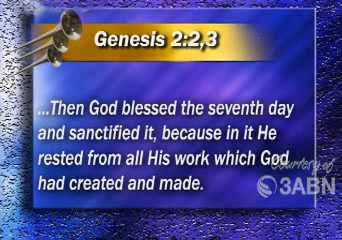 Genesis 2:2,3
...Then God blessed the seventh day
and sanctified it, because in it He
rested from all His work which God
had created and made.
Courtesy of
3ABN